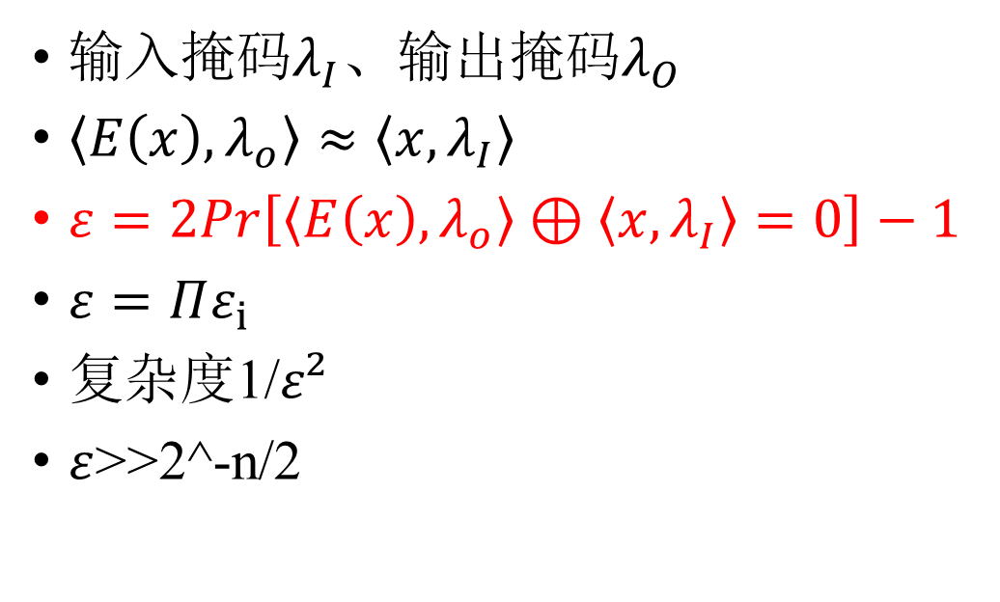 • 输入掩码λ_I、输出掩码λ_O
• ⟨E(x), λ_o⟩ ≈ ⟨x, λ_I⟩
• ε = 2Pr[⟨E(x), λ_o⟩ ⊕ ⟨x, λ_I⟩ = 0] − 1
• ε = Πε_i
• 复杂度1/ε²
• ε>>2^-n/2